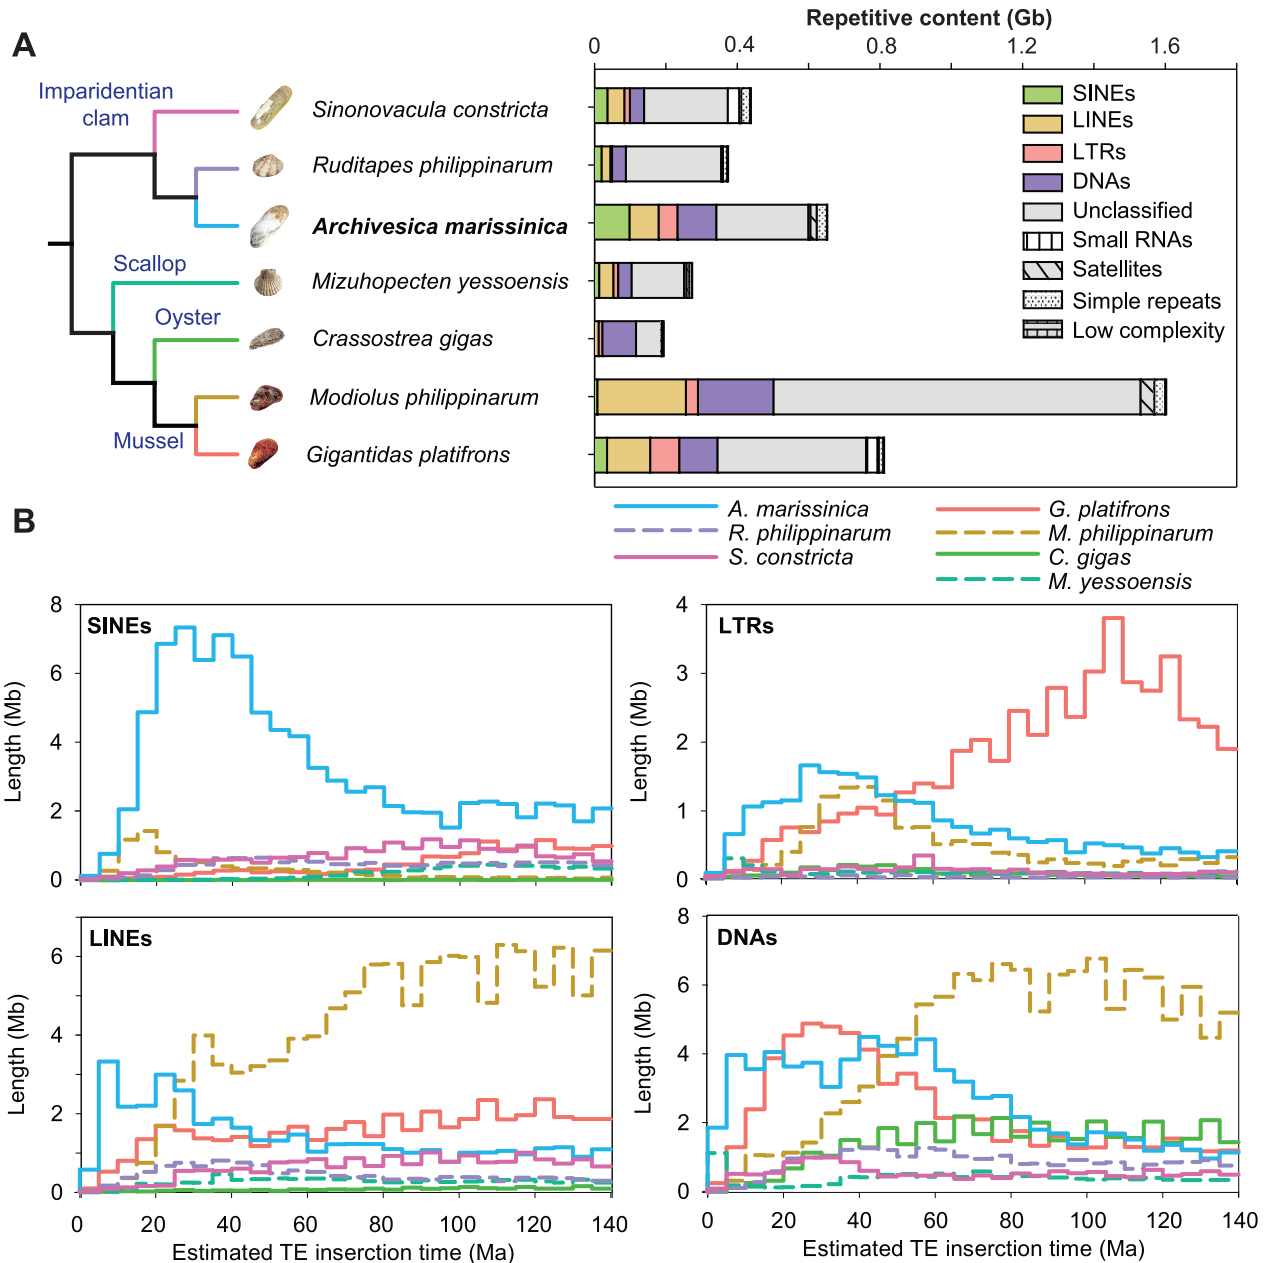 A
Repetitive content (Gb)
0 0.4 0.8 1.2 1.6
Imparidentian
clam
Sinonovacula constricta
Ruditapes philippinarum
Archivesica marissinica
Scallop
Mizuhopecten yessoensis
Oyster
Crassostrea gigas
Modiolus philippinarum
Mussel
Gigantidas platifrons
SINEs
LINEs
LTRs
DNAs
Unclassified
Small RNAs
Satellites
Simple repeats
Low complexity
B
A. marissinica
R. philippinarum
S. constricta
G. platifrons
M. philippinarum
C. gigas
M. yessoensis
SINEs
8
6
4
2
0
Length (Mb)
LTRs
4
3
2
1
0
Length (Mb)
LINEs
6
4
2
0
Length (Mb)
0 20 40 60 80 100 120 140
Estimated TE inserction time (Ma)
DNAs
8
6
4
2
0
Length (Mb)
0 20 40 60 80 100 120 140
Estimated TE inserction time (Ma)